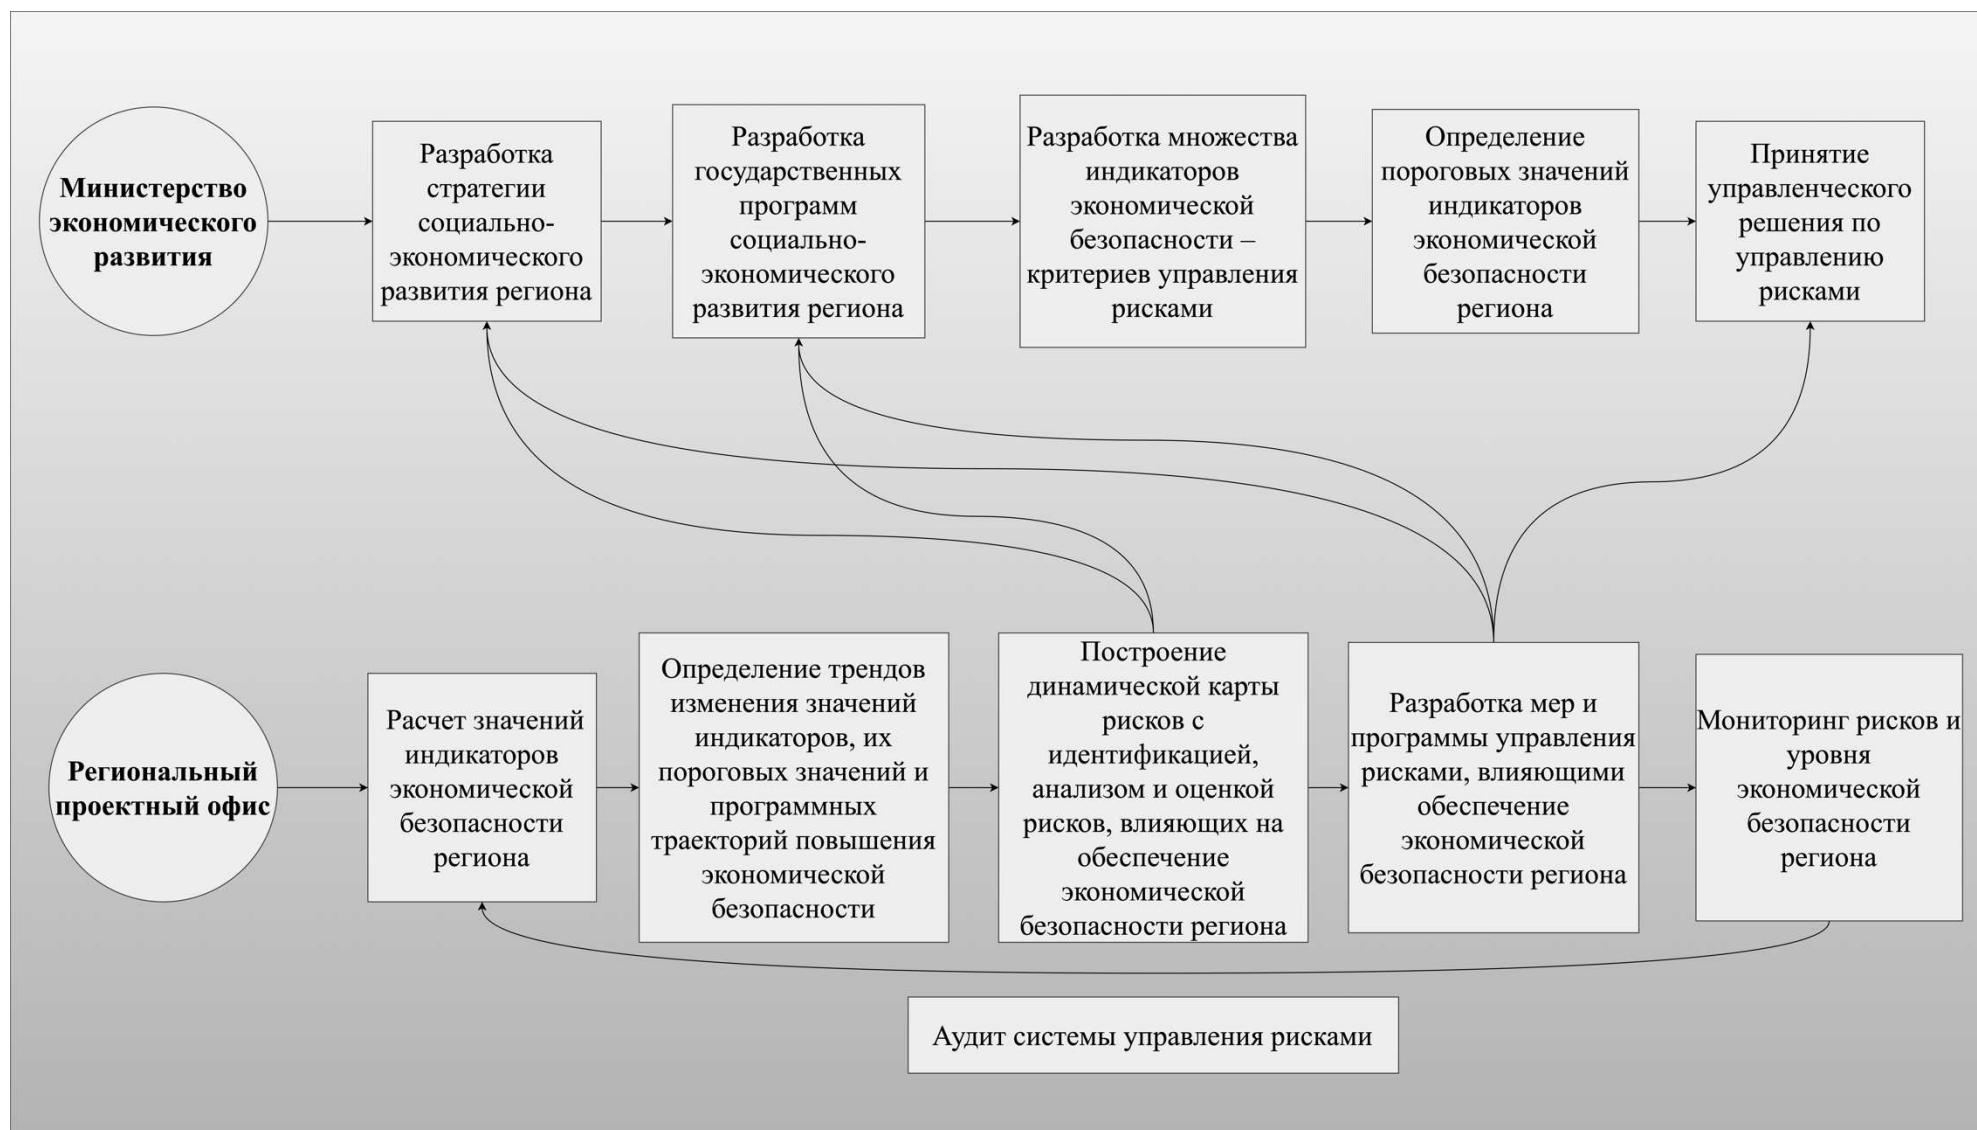 Министерство
экономического
развития
Разработка
стратегии
социально-
экономического
развития региона
Разработка
государственных
программ
социально-
экономического
развития региона
Разработка множества
индикаторов
экономической
безопасности –
критериев управления
рисками
Определение
пороговых значений
индикаторов
экономической
безопасности
региона
Принятие
управленческого
решения по
управлению
рисками
Региональный
проектный офис
Расчет значений
индикаторов
экономической
безопасности
региона
Определение трендов
изменения значений
индикаторов, их
пороговых значений и
программных
траекторий повышения
экономической
безопасности
Построение
динамической карты
рисков с
идентификацией,
анализом и оценкой
рисков, влияющих на
обеспечение
экономической
безопасности региона
Разработка мер и
программы управления
рисками, влияющими
обеспечение
экономической
безопасности региона
Мониторинг рисков и
уровня
экономической
безопасности
региона
Аудит системы управления рисками